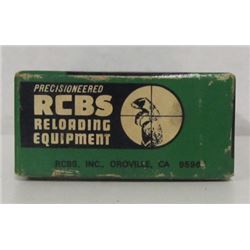 PRECISIONEERED
RCBS
RELOADING
EQUIPMENT
RCBS, INC., OROVILLE, CA